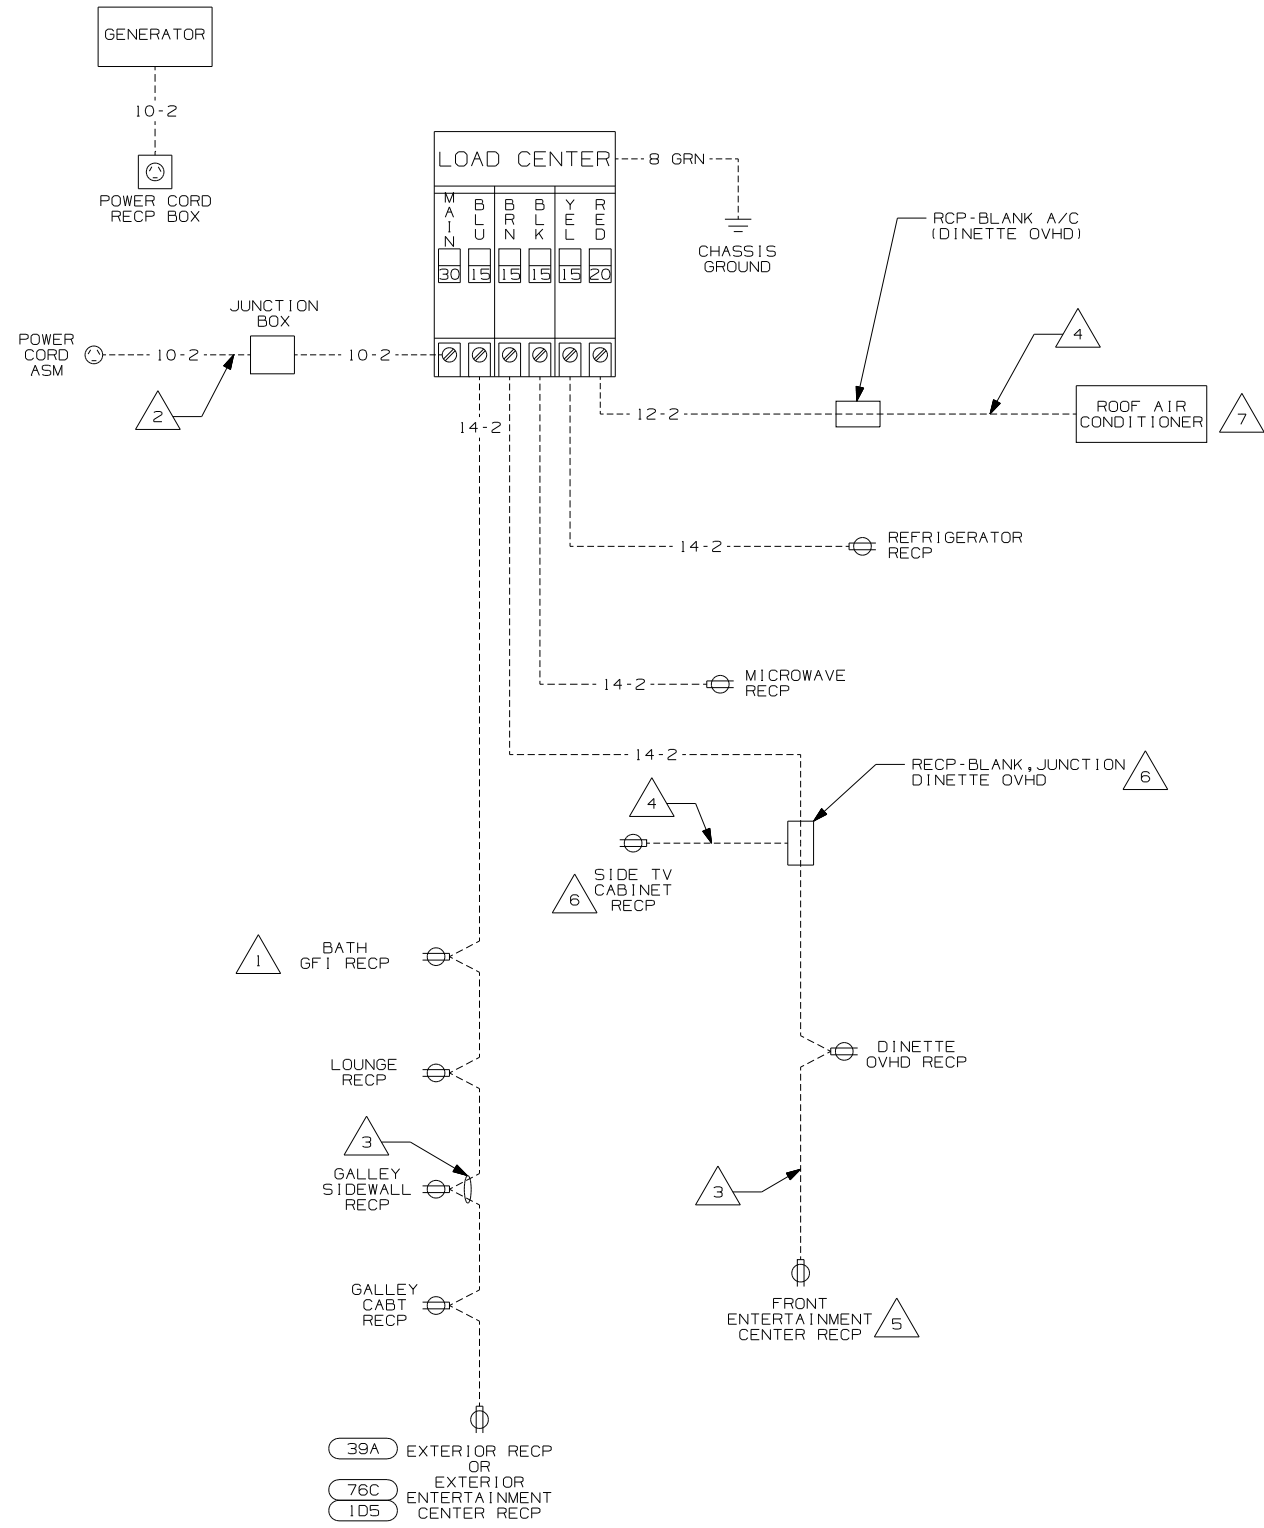 GENERATOR
10-2
POWER CORD
RECP BOX
LOAD CENTER
8 GRN
CHASSIS
GROUND
MAIN
BLU
BRN
BLK
YEL
RED
30
15
15
15
15
20
RCP-BLANK A/C
(DINETTE OVHD)
JUNCTION
BOX
POWER
CORD
ASM
10-2
10-2
2
4
12-2
ROOF AIR
CONDITIONER
7
14-2
14-2
REFRIGERATOR
RECP
14-2
MICROWAVE
RECP
14-2
RECP-BLANK,JUNCTION
DINETTE OVHD
6
4
SIDE TV
CABINET
RECP
6
1
BATH
GFI RECP
LOUNGE
RECP
DINETTE
OVHD RECP
3
GALLEY
SIDEWALL
RECP
3
GALLEY
CABT
RECP
FRONT
ENTERTAINMENT
CENTER RECP
5
39A
EXTERIOR RECP
OR
EXTERIOR
ENTERTAINMENT
CENTER RECP
76C
1D5